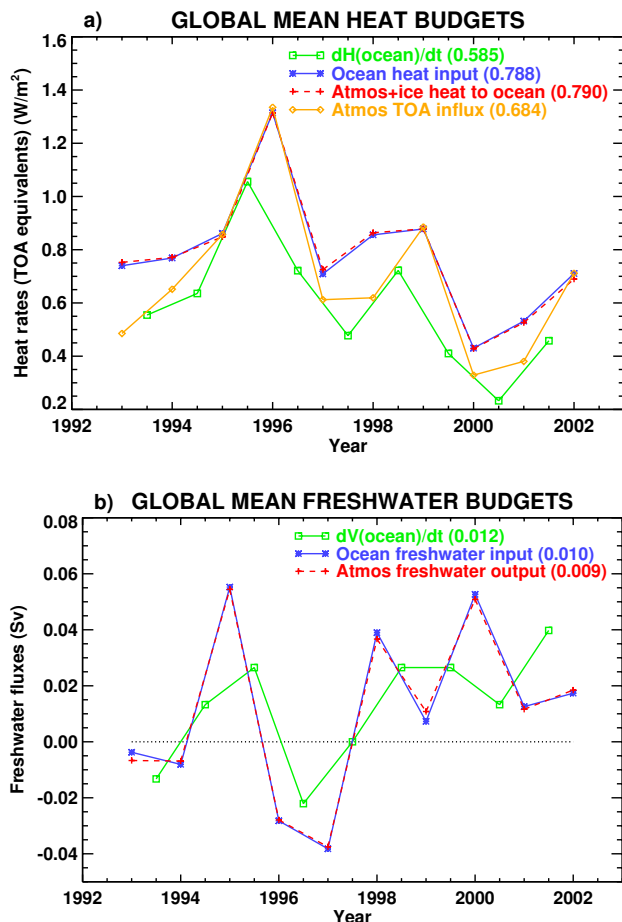 a) GLOBAL MEAN HEAT BUDGETS
1.6
1.4
1.2
1.0
0.8
0.6
0.4
0.2
Heat rates (TOA equivalents) (W/m²)
dH(ocean)/dt (0.585)
Ocean heat input (0.788)
Atmos+ice heat to ocean (0.790)
Atmos TOA influx (0.684)
1992 1994 1996 1998 2000 2002
Year
b) GLOBAL MEAN FRESHWATER BUDGETS
0.08
0.06
0.04
0.02
0.00
-0.02
-0.04
Freshwater fluxes (Sv)
dV(ocean)/dt (0.012)
Ocean freshwater input (0.010)
Atmos freshwater output (0.009)
1992 1994 1996 1998 2000 2002
Year